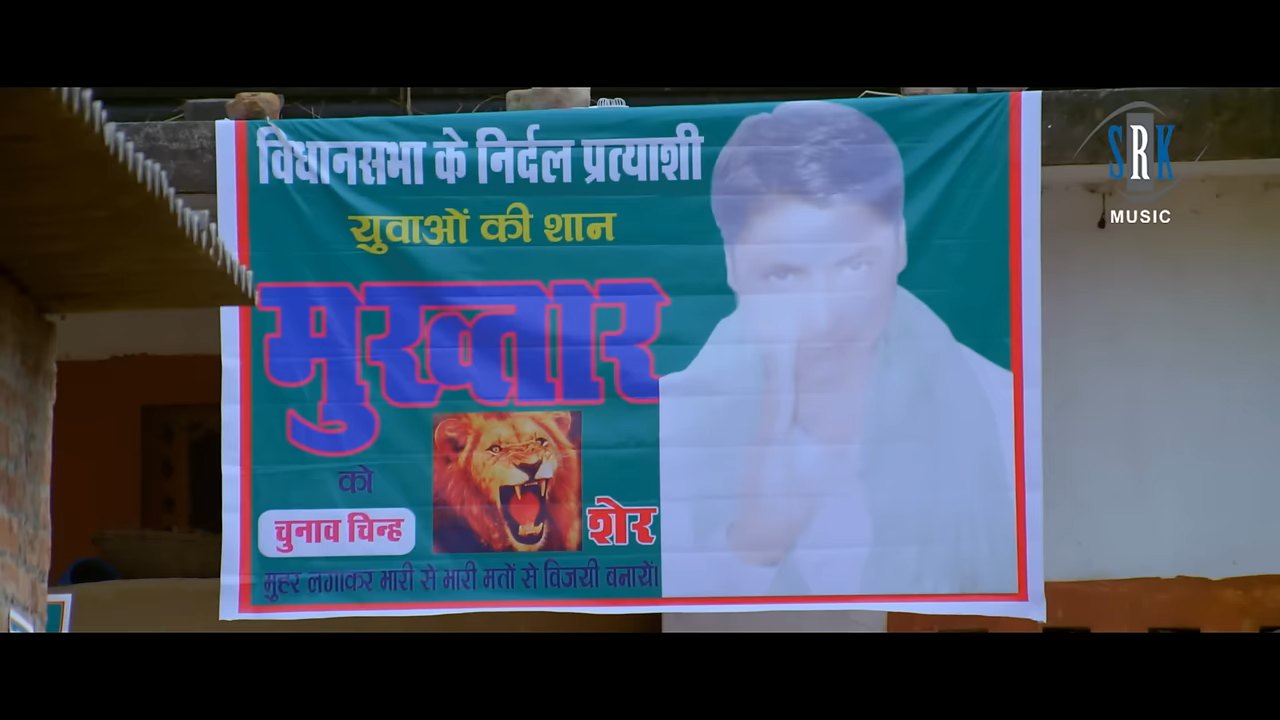 विधानसभा के निर्दल प्रत्याशी
युवाओं की शान
मुख्तार
को
चुनाव चिन्ह
शेर
मुहर लगाकर भारी से भारी मतों से विजयी बनायें।
SRK
MUSIC